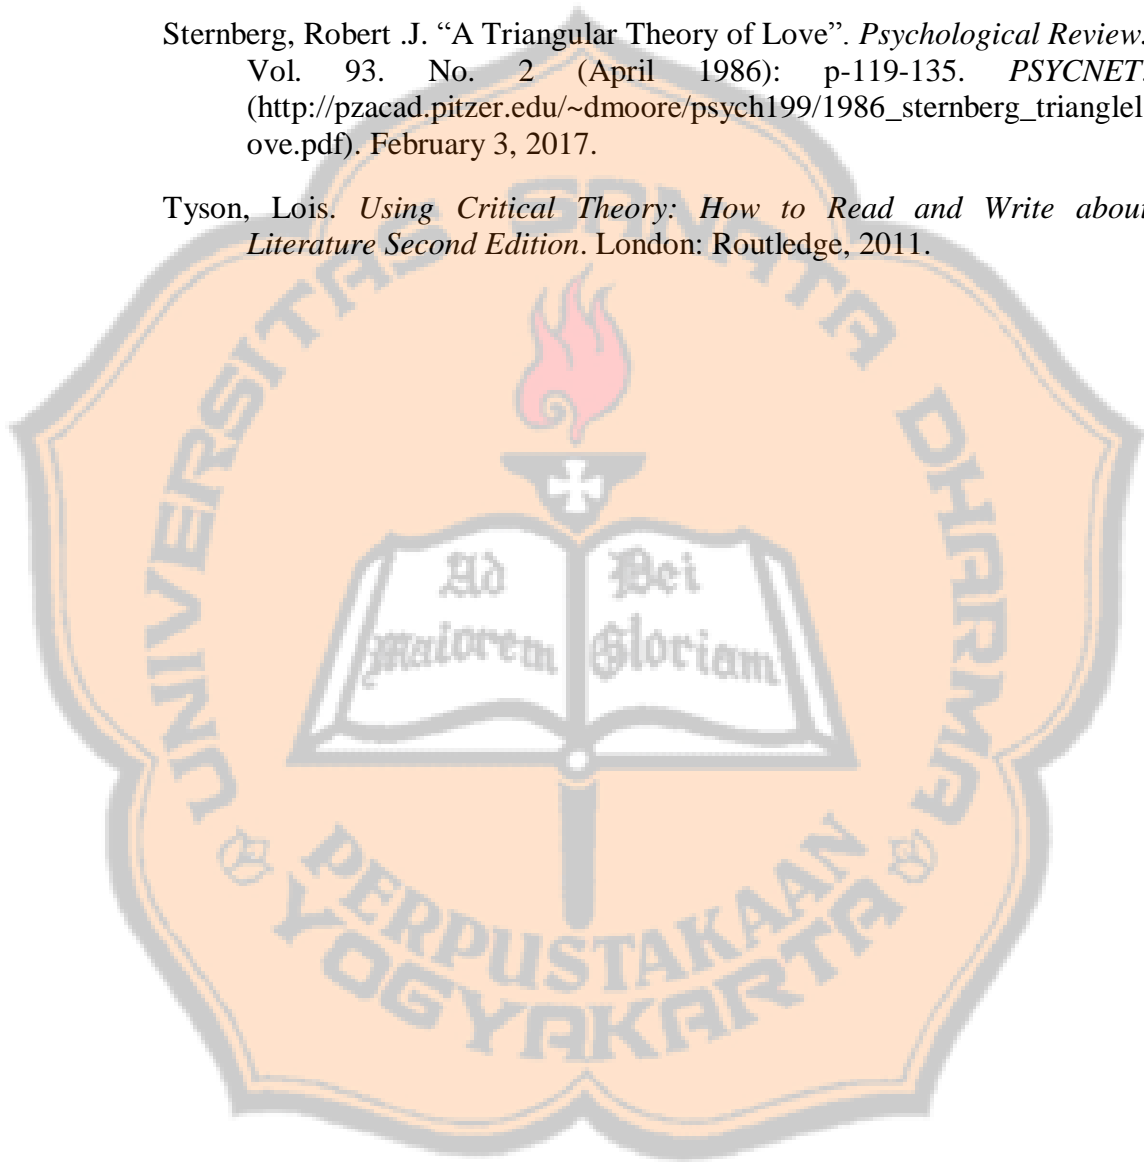 Sternberg, Robert .J. “A Triangular Theory of Love”. Psychological Review.
Vol. 93. No. 2 (April 1986): p-119-135. PSYCNET.
(http://pzacad.pitzer.edu/~dmoore/psych199/1986_sternberg_trianglel
ove.pdf). February 3, 2017.
Tyson, Lois. Using Critical Theory: How to Read and Write about
Literature Second Edition. London: Routledge, 2011.
UNIVERSITAS SANATA DHARMA
Ad Dei
Maiorem Gloriam
PERPUSTAKAAN
YOGYAKARTA